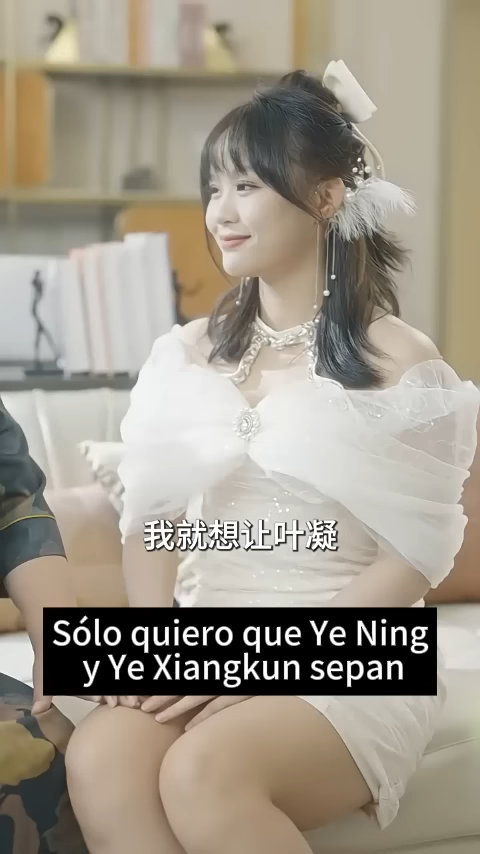 我就想让叶凝
Sólo quiero que Ye Ning
y Ye Xiangkun sepan